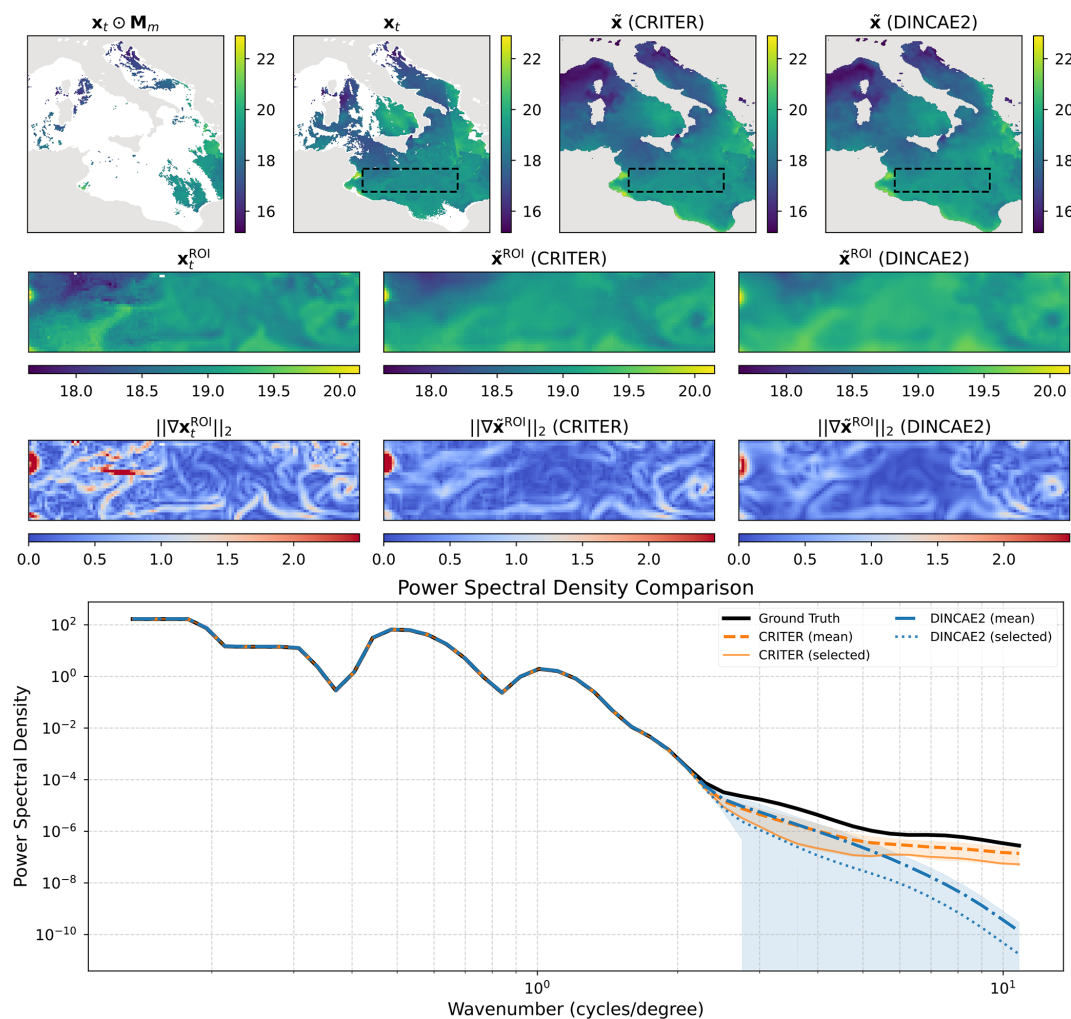 x_t ⊙ M_m
x_t
x̃ (CRITER)
x̃ (DINCAE2)
22
20
18
16
22
20
18
16
22
20
18
16
22
20
18
16
x_t^ROI
x̃^ROI (CRITER)
x̃^ROI (DINCAE2)
18.0 18.5 19.0 19.5 20.0
18.0 18.5 19.0 19.5 20.0
18.0 18.5 19.0 19.5 20.0
||∇x_t^ROI||_2
||∇x̃^ROI||_2 (CRITER)
||∇x̃^ROI||_2 (DINCAE2)
0.0 0.5 1.0 1.5 2.0
0.0 0.5 1.0 1.5 2.0
0.0 0.5 1.0 1.5 2.0
Power Spectral Density Comparison
Ground Truth
CRITER (mean)
CRITER (selected)
DINCAE2 (mean)
DINCAE2 (selected)
Power Spectral Density
10^2
10^0
10^−2
10^−4
10^−6
10^−8
10^−10
10^0
10^1
Wavenumber (cycles/degree)